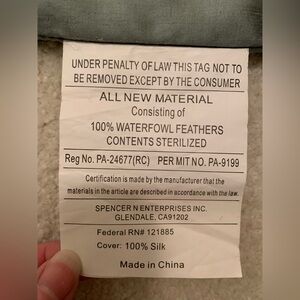 UNDER PENALTY OF LAW THIS TAG NOT TO
BE REMOVED EXCEPT BY THE CONSUMER
ALL NEW MATERIAL
Consisting of
100% WATERFOWL FEATHERS
CONTENTS STERILIZED
Reg No. PA-24677(RC) PER MIT NO. PA-9199
Certification is made by the manufacturer that the
materials in the article are described in accordance with the law.
SPENCER N ENTERPRISES INC.
GLENDALE, CA91202
Federal RN# 121885
Cover: 100% Silk
Made in China